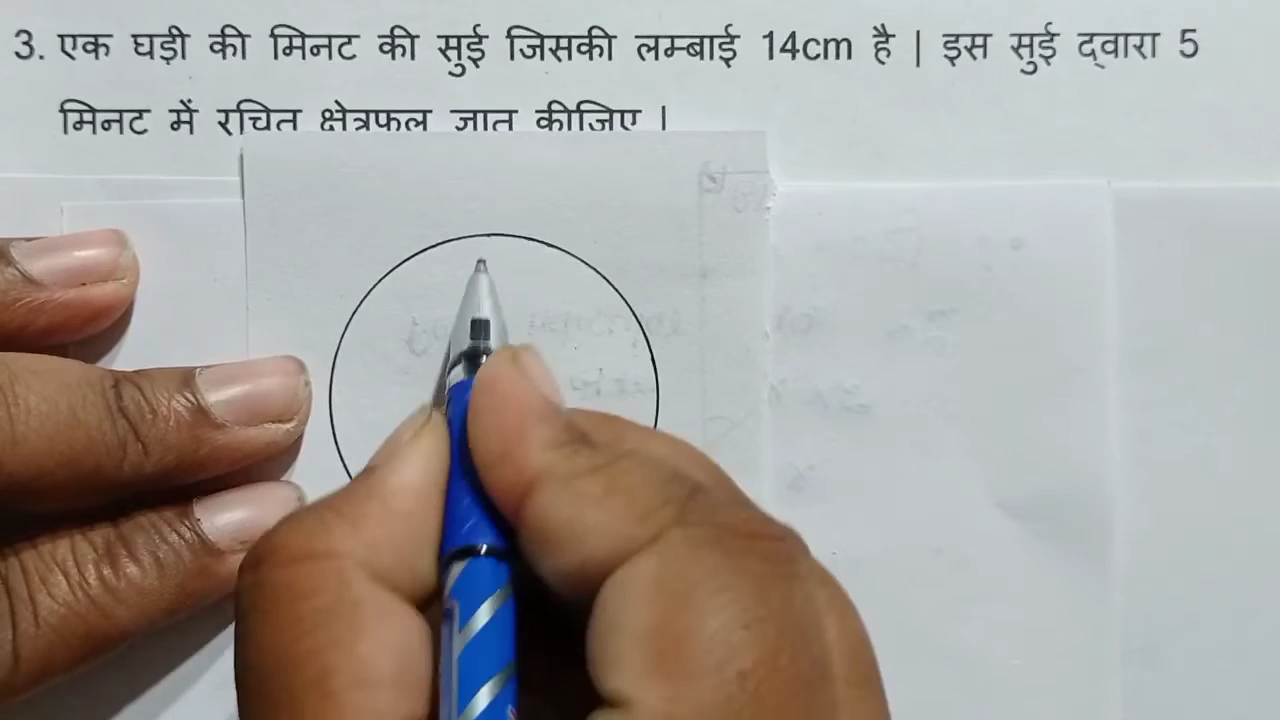 3. एक घड़ी की मिनट की सुई जिसकी लम्बाई 14cm है | इस सुई द्वारा 5
मिनट में रचित क्षेत्रफल ज्ञात कीजिए |